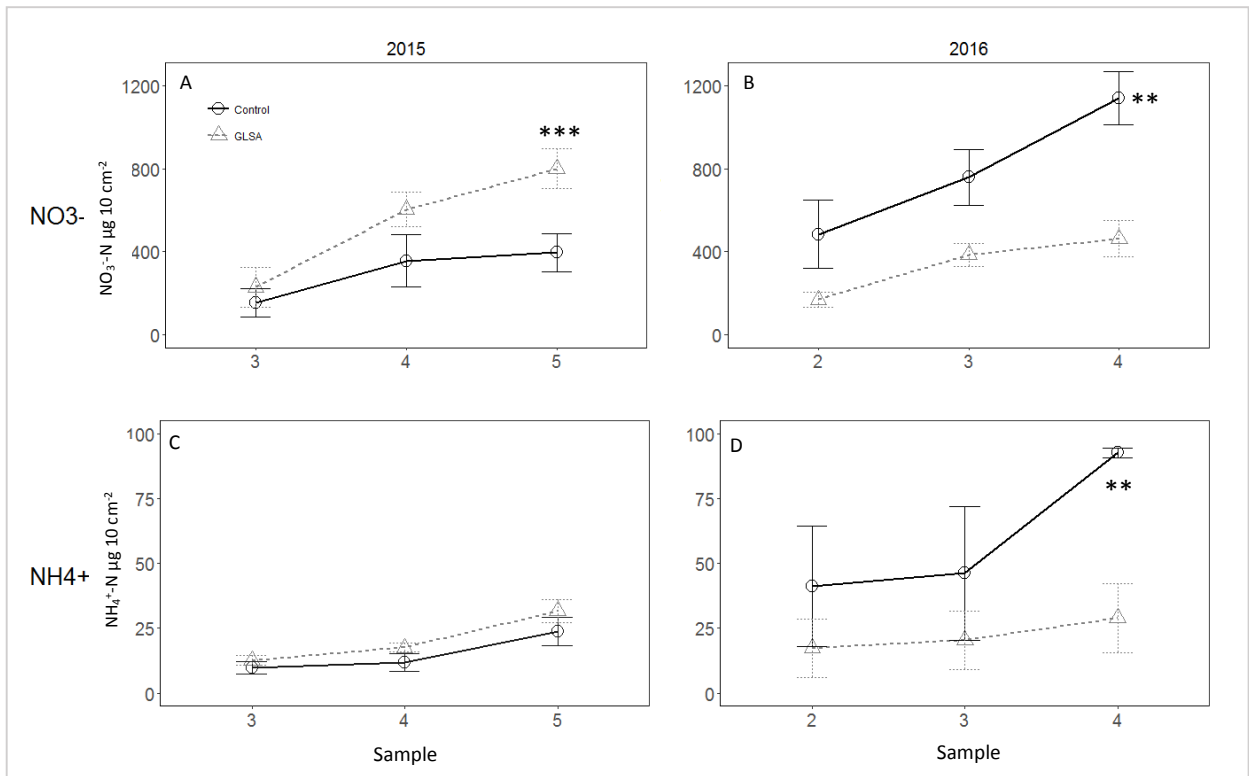 2015
2016
A
B
Control
GLSA
***
**
1200
800
400
0
1200
800
400
0
NO3-
NO₃⁻-N µg 10 cm⁻²
3
4
5
2
3
4
C
D
**
100
75
50
25
0
100
75
50
25
0
NH4+
NH₄⁺-N µg 10 cm⁻²
3
4
5
2
3
4
Sample
Sample